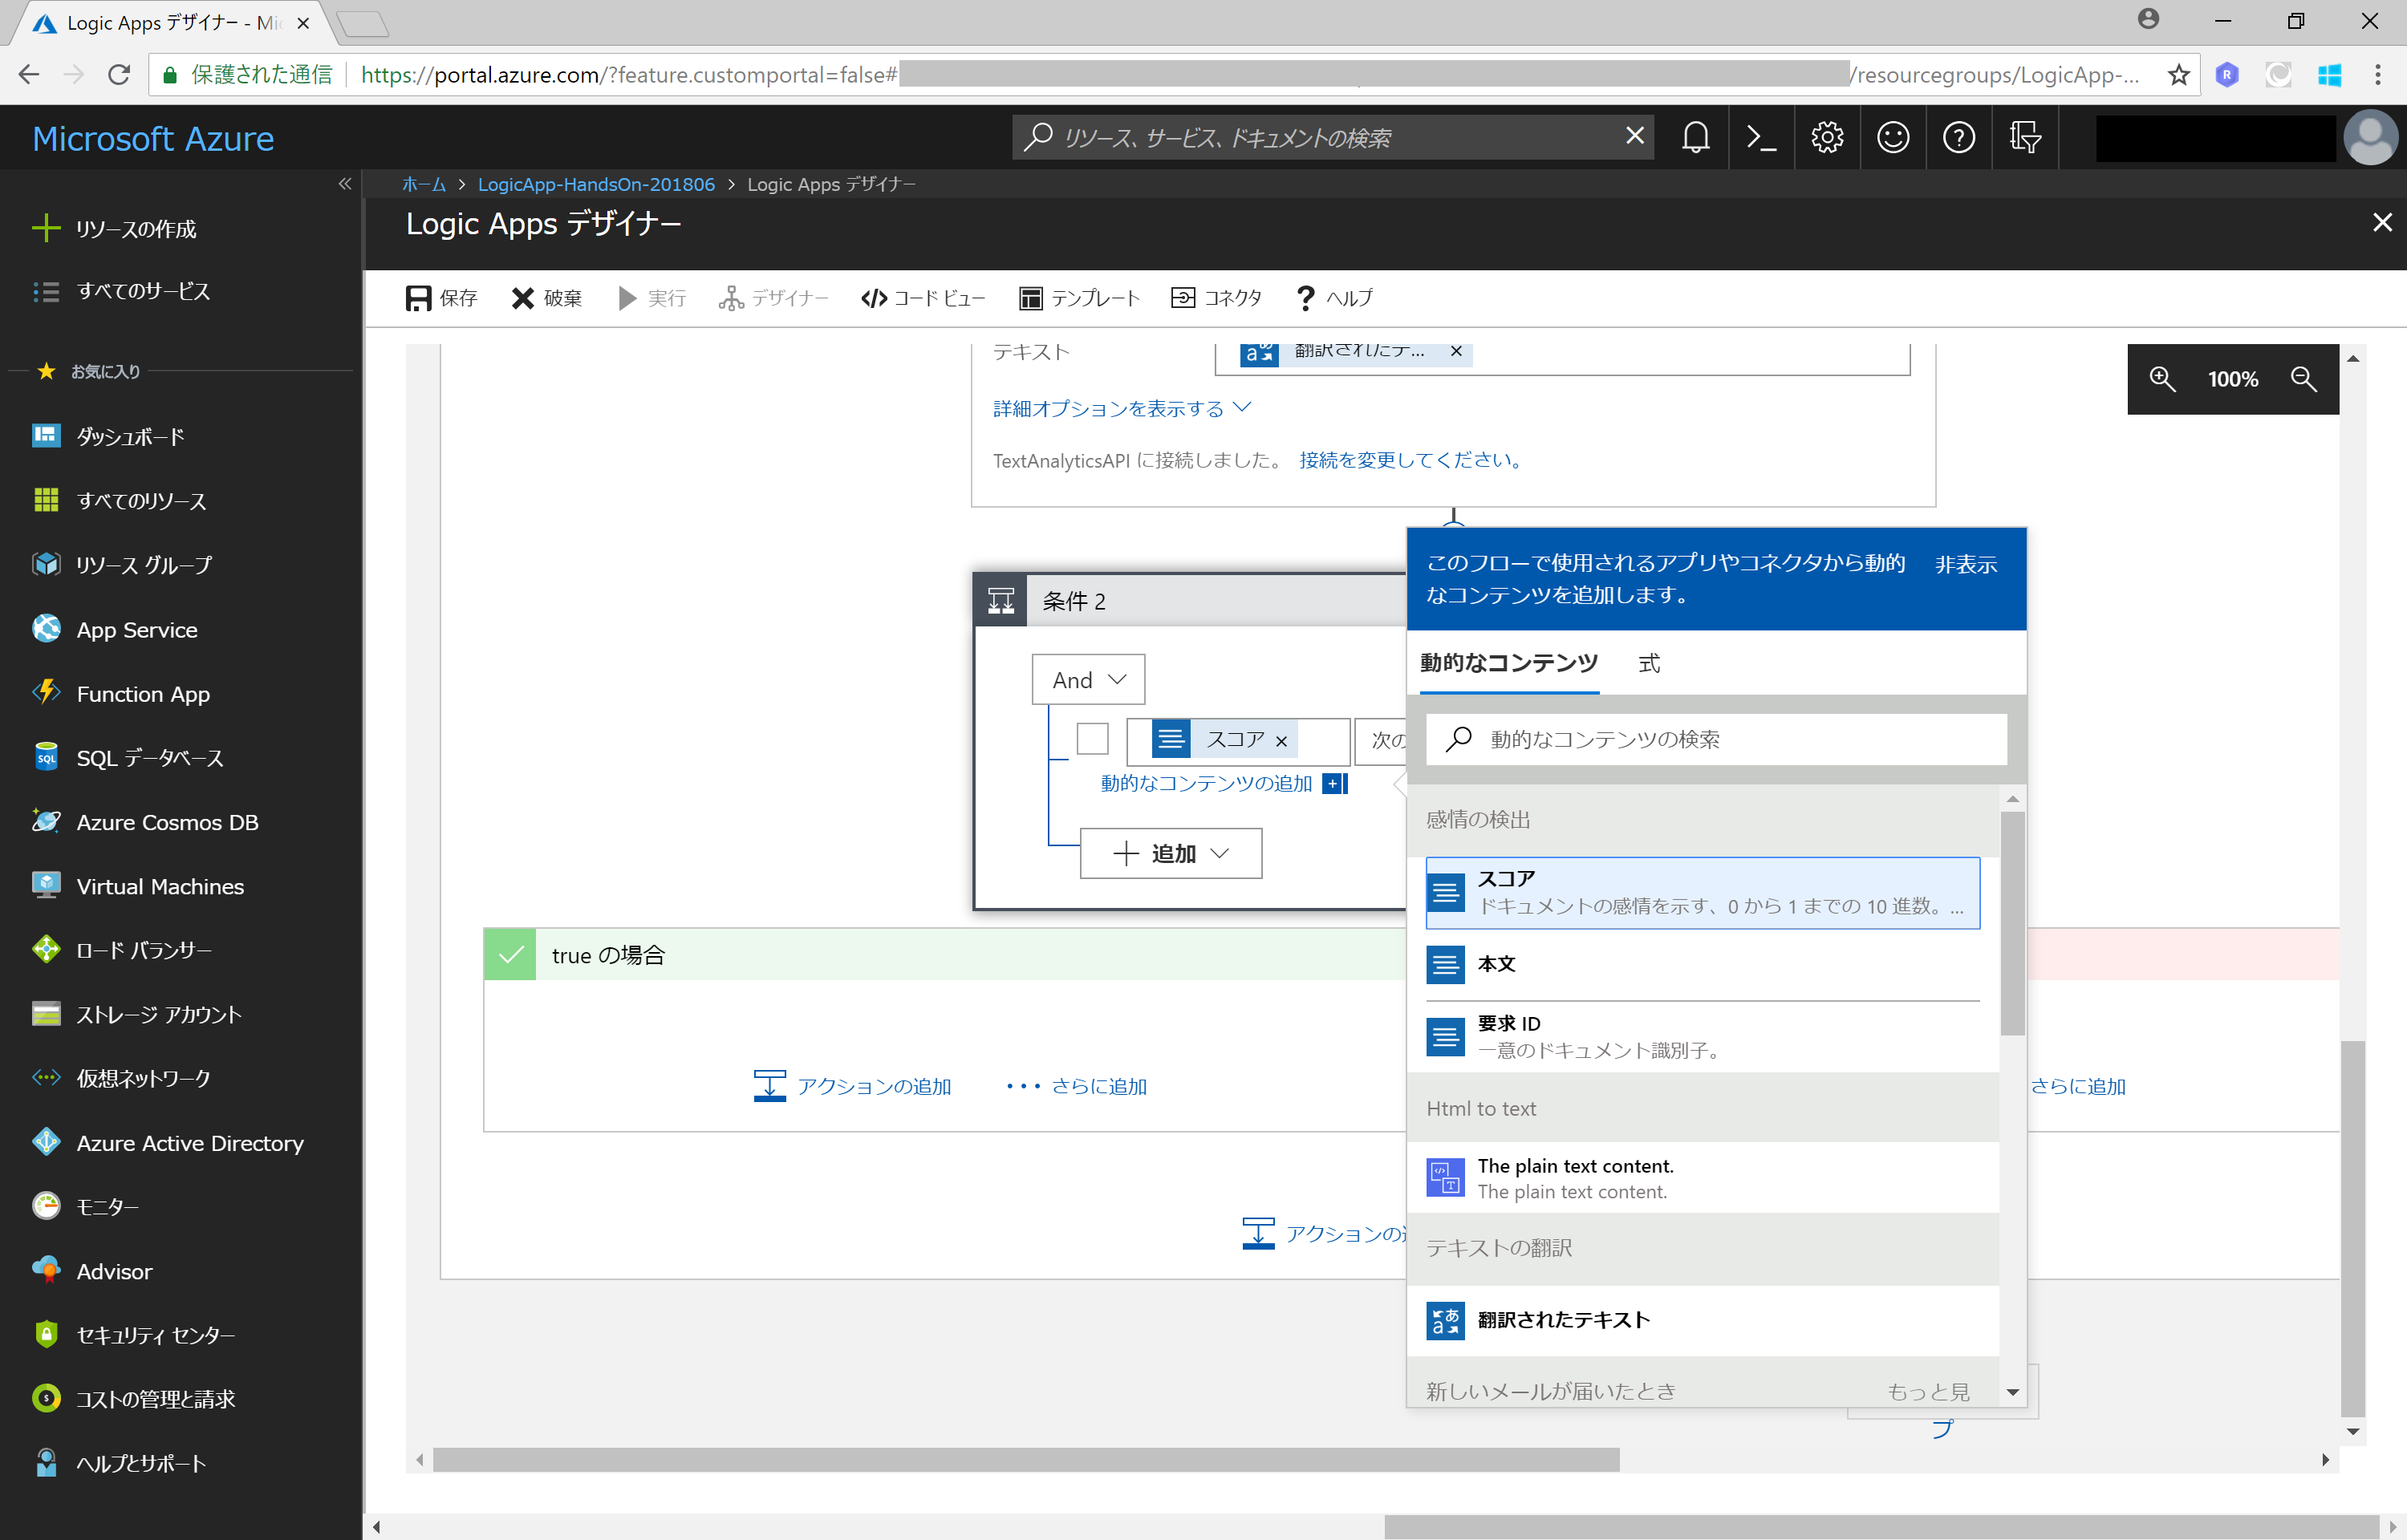 Logic Apps デザイナー - Mic
保護された通信
https://portal.azure.com/?feature.customportal=false#
/resourcegroups/LogicApp-...
Microsoft Azure
リソース、サービス、ドキュメントの検索
ホーム > LogicApp-HandsOn-201806 > Logic Apps デザイナー
Logic Apps デザイナー
リソースの作成
すべてのサービス
お気に入り
ダッシュボード
すべてのリソース
リソース グループ
App Service
Function App
SQL データベース
Azure Cosmos DB
Virtual Machines
ロード バランサー
ストレージ アカウント
仮想ネットワーク
Azure Active Directory
モニター
Advisor
セキュリティ センター
コストの管理と請求
ヘルプとサポート
保存
破棄
実行
デザイナー
コード ビュー
テンプレート
コネクタ
ヘルプ
100%
テキスト
翻訳されたテ...
詳細オプションを表示する
TextAnalyticsAPI に接続しました。 接続を変更してください。
条件 2
And
スコア
次の
動的なコンテンツの追加
追加
true の場合
アクションの追加
さらに追加
さらに追加
アクションの
プ
このフローで使用されるアプリやコネクタから動的
なコンテンツを追加します。
非表示
動的なコンテンツ
式
動的なコンテンツの検索
感情の検出
スコア
ドキュメントの感情を示す、0 から 1 までの 10 進数。...
本文
要求 ID
一意のドキュメント識別子。
Html to text
The plain text content.
The plain text content.
テキストの翻訳
翻訳されたテキスト
新しいメールが届いたとき
もっと見